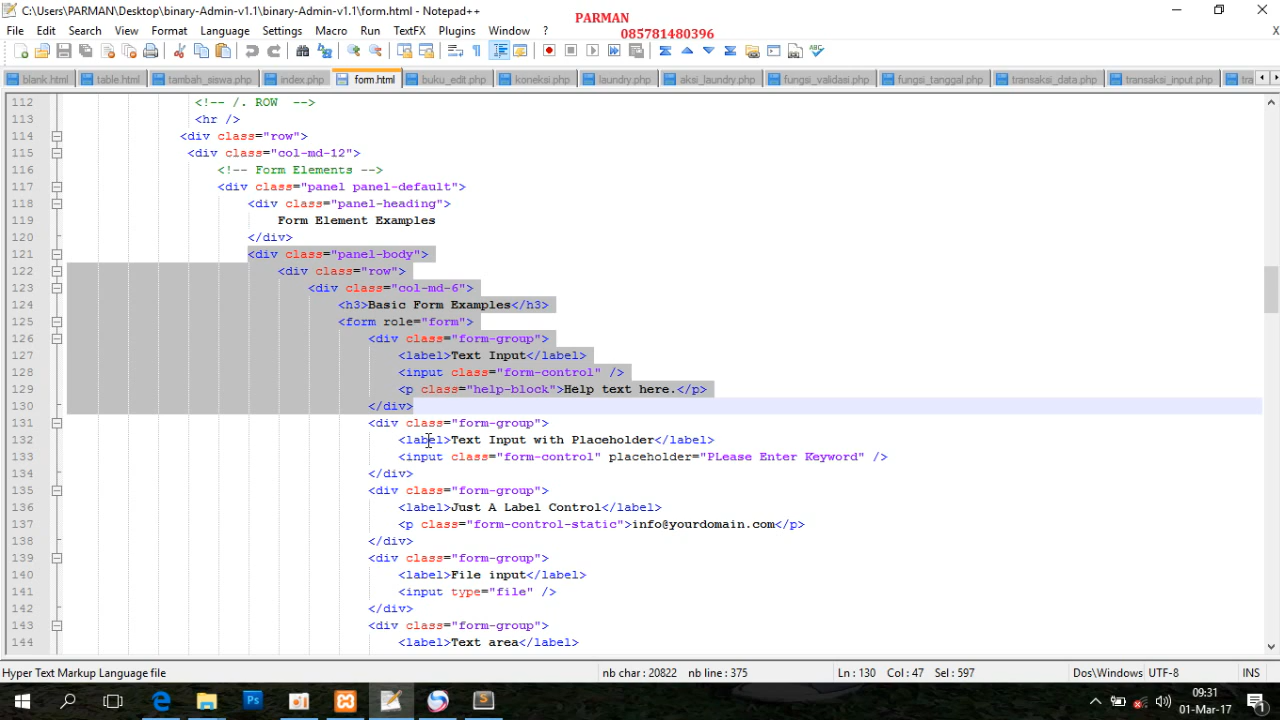 C:\Users\PARMAN\Desktop\binary-Admin-v1.1\binary-Admin-v1.1\form.html - Notepad++
PARMAN
085781480396
File Edit Search View Format Language Settings Macro Run TextFX Plugins Window ? X
blank.html table.html tambah_siswa.php index.php form.html buku_edit.php koneksi.php laundry.php aksi_laundry.php fungsi_validasi.php fungsi_tanggal.php transaksi_data.php transaksi_input.php tra
112 <!-- /. ROW  -->
113 <hr />
114 <div class="row">
115 <div class="col-md-12">
116 <!-- Form Elements -->
117 <div class="panel panel-default">
118 <div class="panel-heading">
119 Form Element Examples
120 </div>
121 <div class="panel-body">
122 <div class="row">
123 <div class="col-md-6">
124 <h3>Basic Form Examples</h3>
125 <form role="form">
126 <div class="form-group">
127 <label>Text Input</label>
128 <input class="form-control" />
129 <p class="help-block">Help text here.</p>
130 </div>
131 <div class="form-group">
132 <label>Text Input with Placeholder</label>
133 <input class="form-control" placeholder="PLease Enter Keyword" />
134 </div>
135 <div class="form-group">
136 <label>Just A Label Control</label>
137 <p class="form-control-static">info@yourdomain.com</p>
138 </div>
139 <div class="form-group">
140 <label>File input</label>
141 <input type="file" />
142 </div>
143 <div class="form-group">
144 <label>Text area</label>
Hyper Text Markup Language file nb char : 20822 nb line : 375 Ln : 130 Col : 47 Sel : 597 Dos\Windows UTF-8 INS
09:31
01-Mar-17